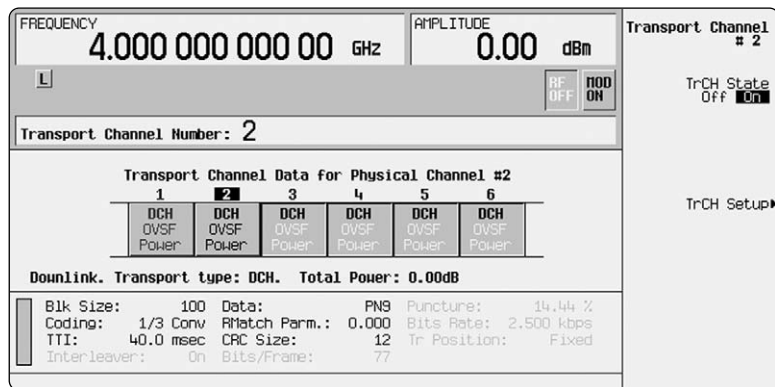 FREQUENCY
4.000 000 000 00 GHz
AMPLITUDE
0.00 dBm
L
RF OFF
MOD ON
Transport Channel Number: 2
Transport Channel Data for Physical Channel #2
1 2 3 4 5 6
DCH DCH DCH DCH DCH DCH
OVSF OVSF OVSF OVSF OVSF OVSF
Power Power Power Power Power Power
Downlink. Transport type: DCH. Total Power: 0.00dB
Blk Size: 100 Data: PN9 Puncture: 14.44 %
Coding: 1/3 Conv RMatch Parm.: 0.000 Bits Rate: 2.500 kbps
TTI: 40.0 msec CRC Size: 12 Tr Position: Fixed
Interleaver: On Bits/Frame: 77
Transport Channel
# 2
TrCH State
Off On
TrCH Setup